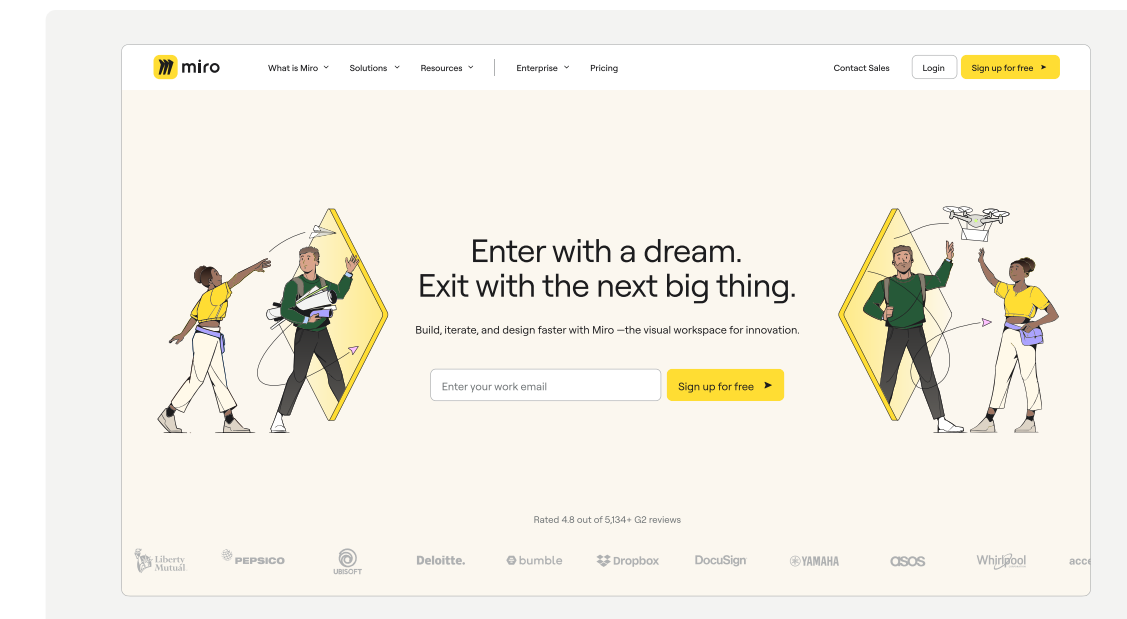 miro
What is Miro Solutions Resources Enterprise Pricing Contact Sales Login Sign up for free
Enter with a dream.
Exit with the next big thing.
Build, iterate, and design faster with Miro —the visual workspace for innovation.
Enter your work email Sign up for free
Rated 4.8 out of 5,134+ G2 reviews
Liberty
Mutual
PEPSICO
UBISOFT
Deloitte.
bumble
Dropbox
DocuSign
YAMAHA
asos
Whirlpool
acce